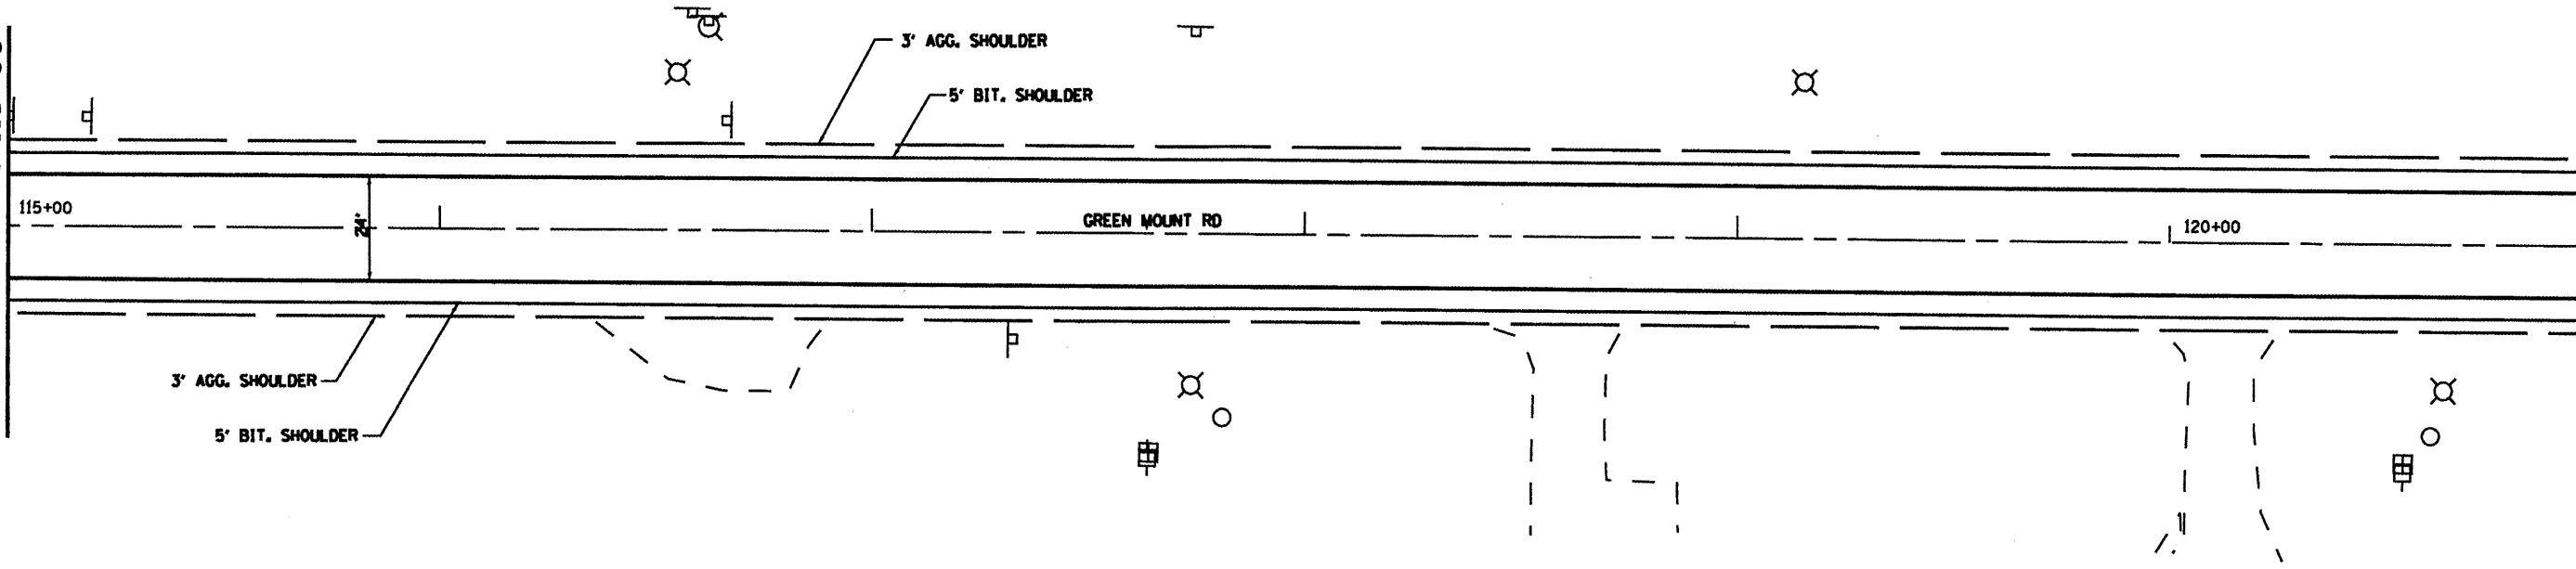 3' AGG. SHOULDER
5' BIT. SHOULDER
115+00
24'
GREEN MOUNT RD
120+00
3' AGG. SHOULDER
5' BIT. SHOULDER